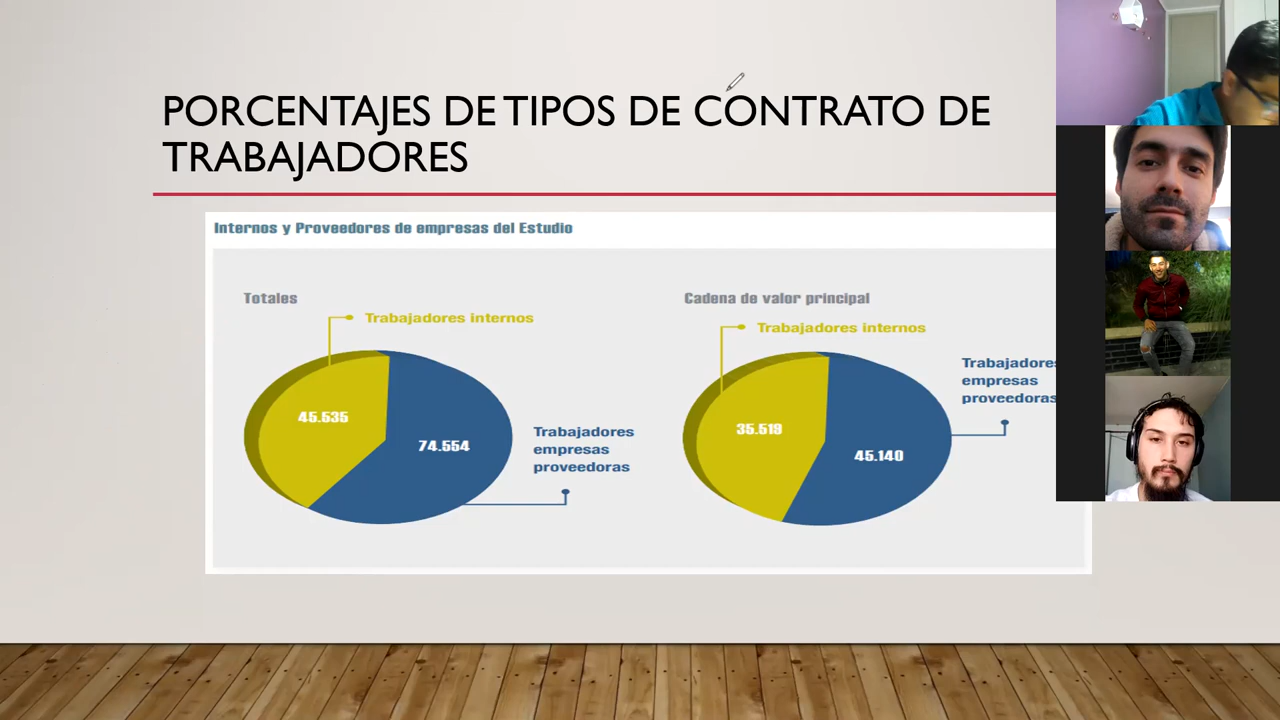 PORCENTAJES DE TIPOS DE CONTRATO DE
TRABAJADORES
Internos y Proveedores de empresas del Estudio
Totales
Trabajadores internos
45.535
74.554
Trabajadores
empresas
proveedoras
Cadena de valor principal
Trabajadores internos
35.519
45.140
Trabajadores
empresas
proveedoras